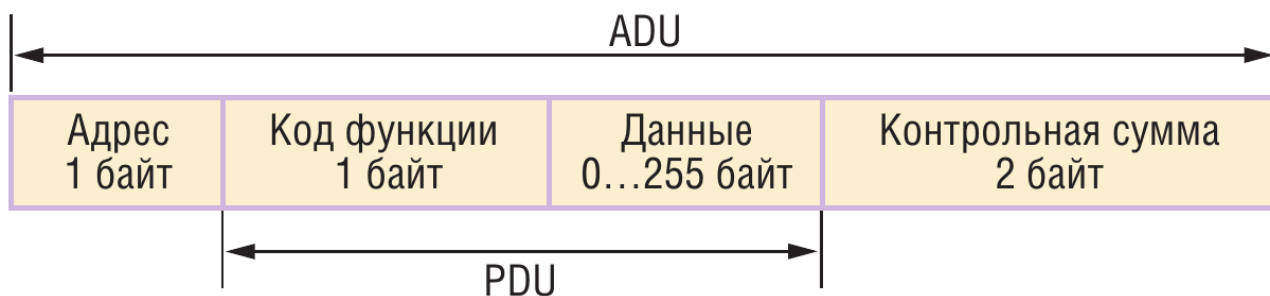 ADU
Адрес
1 байт
Код функции
1 байт
Данные
0...255 байт
Контрольная сумма
2 байт
PDU